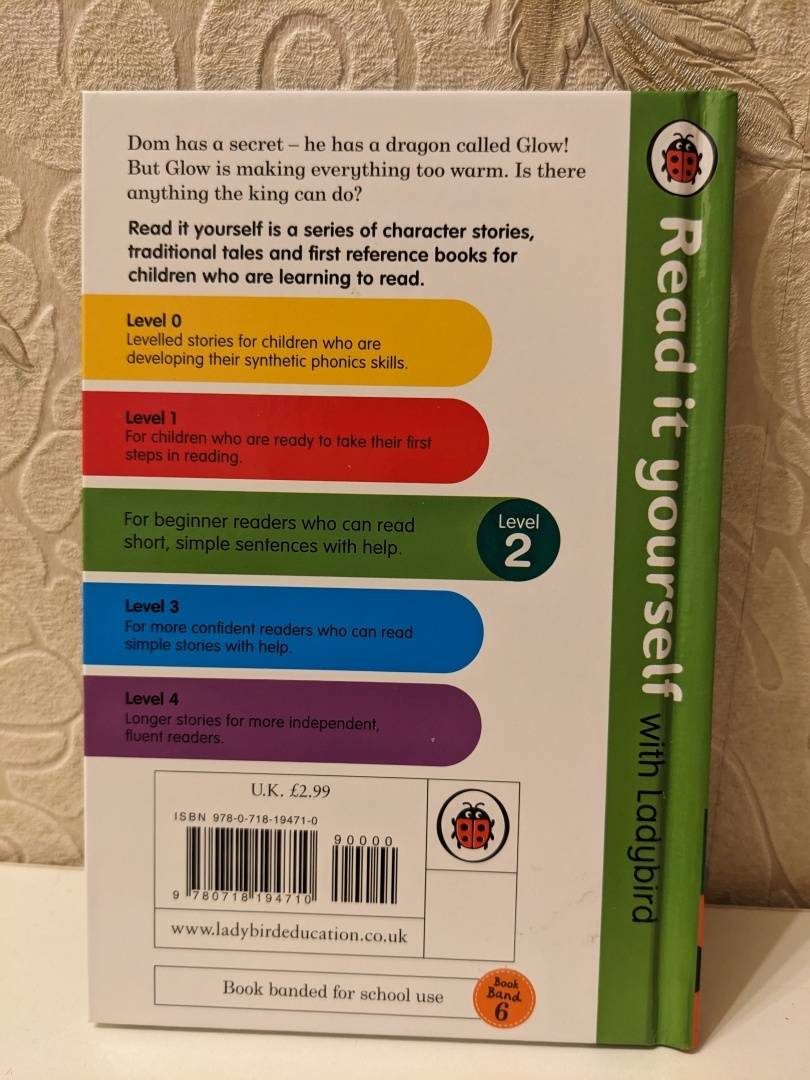 Dom has a secret – he has a dragon called Glow!
But Glow is making everything too warm. Is there
anything the king can do?
Read it yourself is a series of character stories,
traditional tales and first reference books for
children who are learning to read.
Level 0
Levelled stories for children who are
developing their synthetic phonics skills.
Level 1
For children who are ready to take their first
steps in reading.
For beginner readers who can read
short, simple sentences with help.
Level
2
Level 3
For more confident readers who can read
simple stories with help.
Level 4
Longer stories for more independent,
fluent readers.
U.K. £2.99
ISBN 978-0-718-19471-0
90000
9 780718 194710
www.ladybirdeducation.co.uk
Book banded for school use
Book
Band
6
Read it yourself with Ladybird